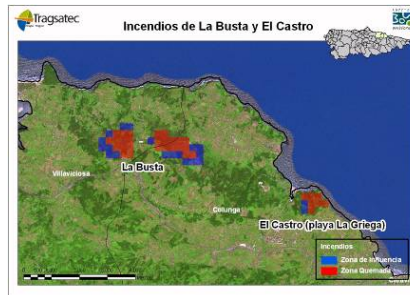 Tragsatec
Incendios de La Busta y El Castro
La Busta
Villaviciosa
Colunga
El Castro (playa La Griega)
Incendios
Zona de Influencia
Zona Quemada